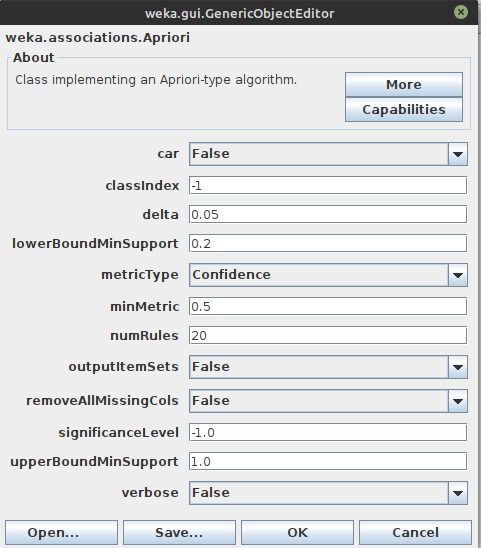 weka.gui.GenericObjectEditor
weka.associations.Apriori
About
Class implementing an Apriori-type algorithm.
More
Capabilities
car False
classIndex -1
delta 0.05
lowerBoundMinSupport 0.2
metricType Confidence
minMetric 0.5
numRules 20
outputItemSets False
removeAllMissingCols False
significanceLevel -1.0
upperBoundMinSupport 1.0
verbose False
Open... Save... OK Cancel